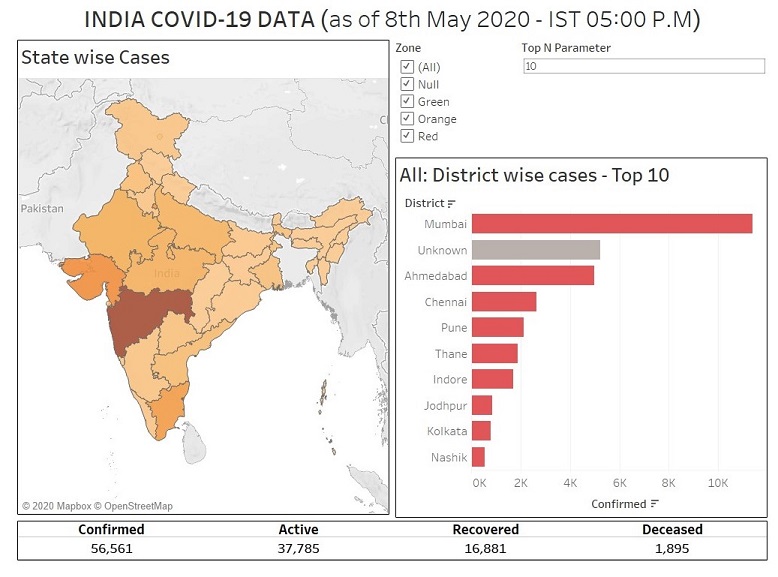 INDIA COVID-19 DATA (as of 8th May 2020 - IST 05:00 P.M)
State wise Cases
Pakistan
India
© 2020 Mapbox © OpenStreetMap
Zone
(All)
Null
Green
Orange
Red
Top N Parameter
10
All: District wise cases - Top 10
District
Mumbai
Unknown
Ahmedabad
Chennai
Pune
Thane
Indore
Jodhpur
Kolkata
Nashik
0K 2K 4K 6K 8K 10K
Confirmed
Confirmed Active Recovered Deceased
56,561 37,785 16,881 1,895